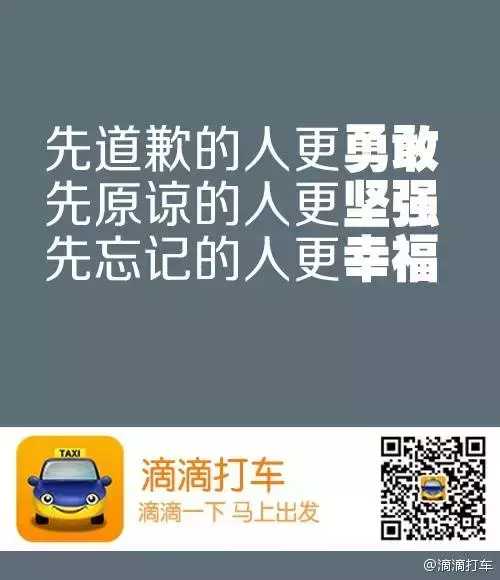 先道歉的人更勇敢
先原谅的人更坚强
先忘记的人更幸福
TAXI
滴滴打车
滴滴一下 马上出发
@滴滴打车